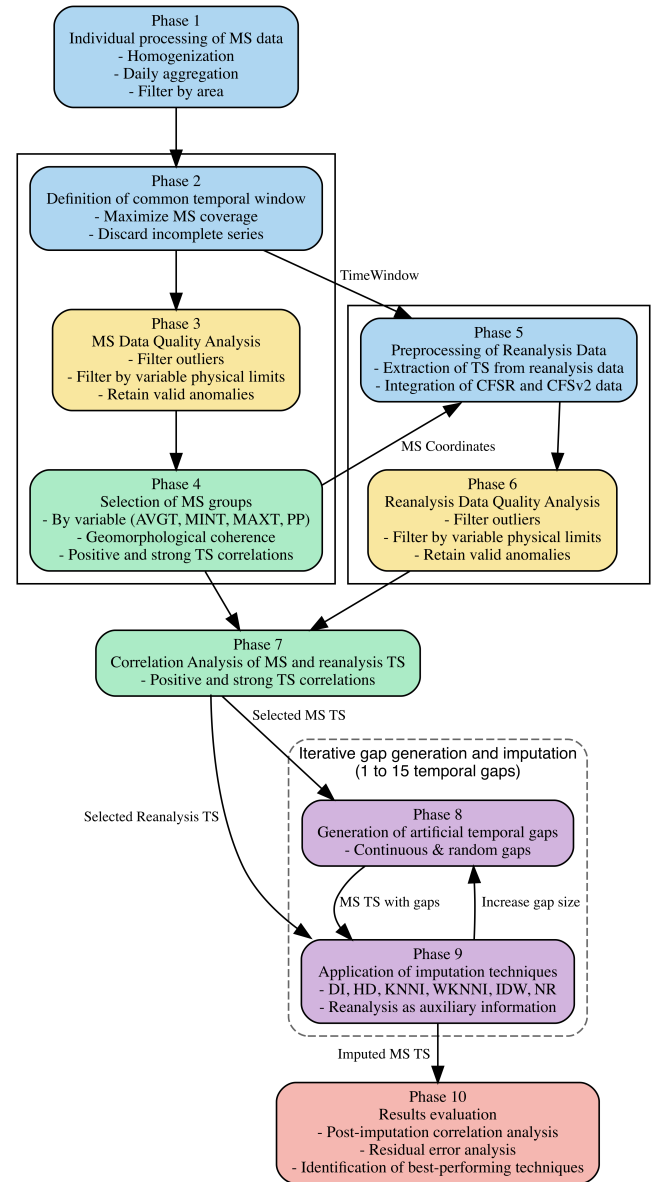 Phase 1
Individual processing of MS data
- Homogenization
- Daily aggregation
- Filter by area
Phase 2
Definition of common temporal window
- Maximize MS coverage
- Discard incomplete series
TimeWindow
Phase 3
MS Data Quality Analysis
- Filter outliers
- Filter by variable physical limits
- Retain valid anomalies
Phase 5
Preprocessing of Reanalysis Data
- Extraction of TS from reanalysis data
- Integration of CFSR and CFSv2 data
MS Coordinates
Phase 4
Selection of MS groups
- By variable (AVGT, MINT, MAXT, PP)
- Geomorphological coherence
- Positive and strong TS correlations
Phase 6
Reanalysis Data Quality Analysis
- Filter outliers
- Filter by variable physical limits
- Retain valid anomalies
Phase 7
Correlation Analysis of MS and reanalysis TS
- Positive and strong TS correlations
Selected MS TS
Selected Reanalysis TS
Iterative gap generation and imputation
(1 to 15 temporal gaps)
Phase 8
Generation of artificial temporal gaps
- Continuous & random gaps
MS TS with gaps
Increase gap size
Phase 9
Application of imputation techniques
- DI, HD, KNNI, WKNNI, IDW, NR
- Reanalysis as auxiliary information
Imputed MS TS
Phase 10
Results evaluation
- Post-imputation correlation analysis
- Residual error analysis
- Identification of best-performing techniques